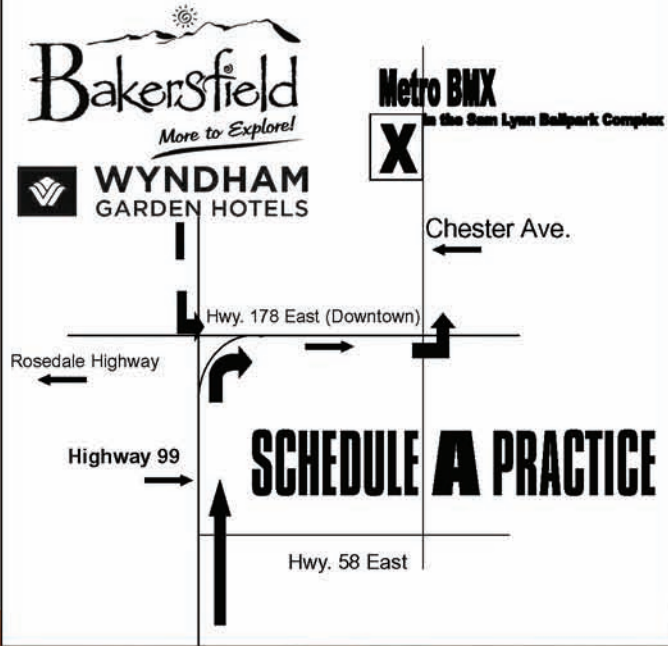 Bakersfield
More to Explore!
WYNDHAM
GARDEN HOTELS
Metro BMX
in the Sam Lynn Ballpark Complex
X
Chester Ave.
Hwy. 178 East (Downtown)
Rosedale Highway
Highway 99
SCHEDULE A PRACTICE
Hwy. 58 East